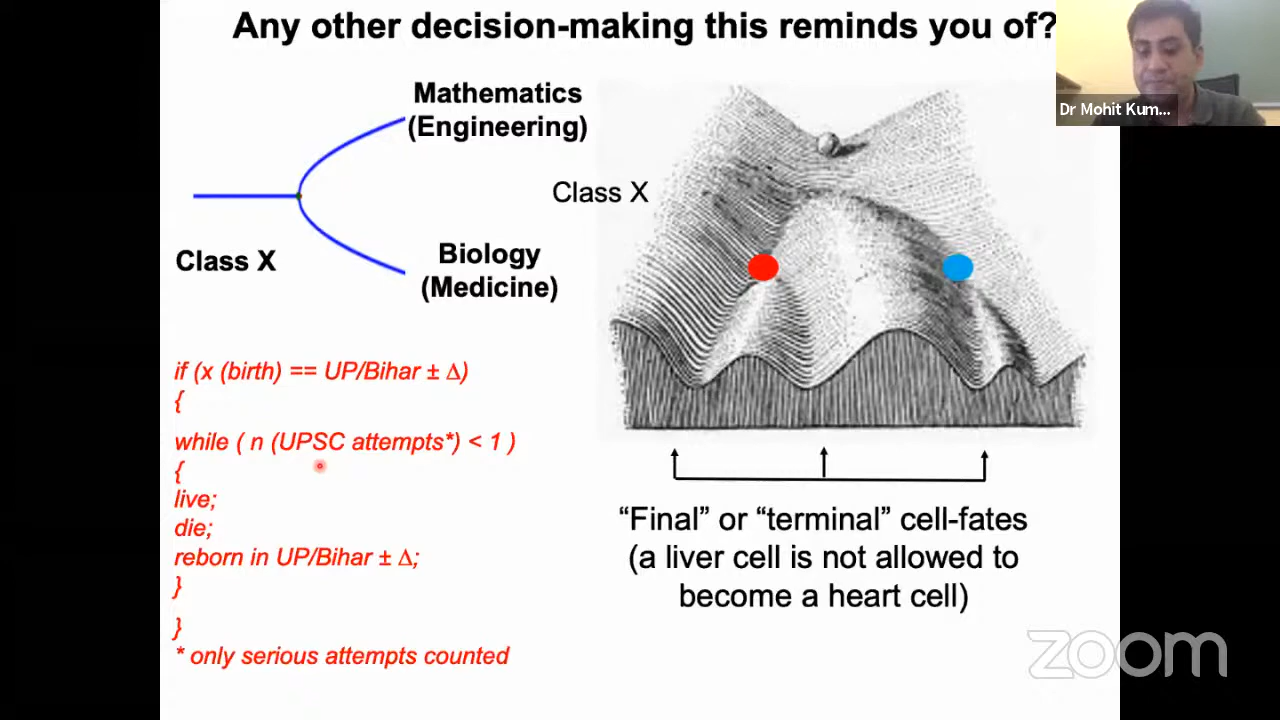 Any other decision-making this reminds you of?
Dr Mohit Kum...
Mathematics
(Engineering)
Class X
Biology
(Medicine)
Class X
if (x (birth) == UP/Bihar ± Δ)
{
while ( n (UPSC attempts*) < 1 )
{
live;
die;
reborn in UP/Bihar ± Δ;
}
}
* only serious attempts counted
“Final” or “terminal” cell-fates
(a liver cell is not allowed to
become a heart cell)
zoom